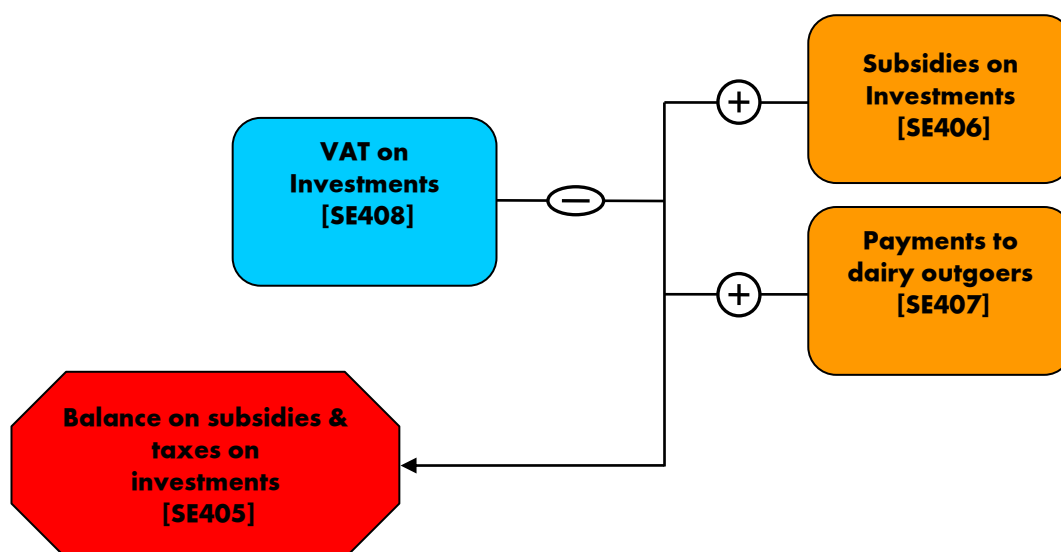 Subsidies on
Investments
[SE406]
VAT on
Investments
[SE408]
−
+
Payments to
dairy outgoers
[SE407]
+
Balance on subsidies &
taxes on
investments
[SE405]